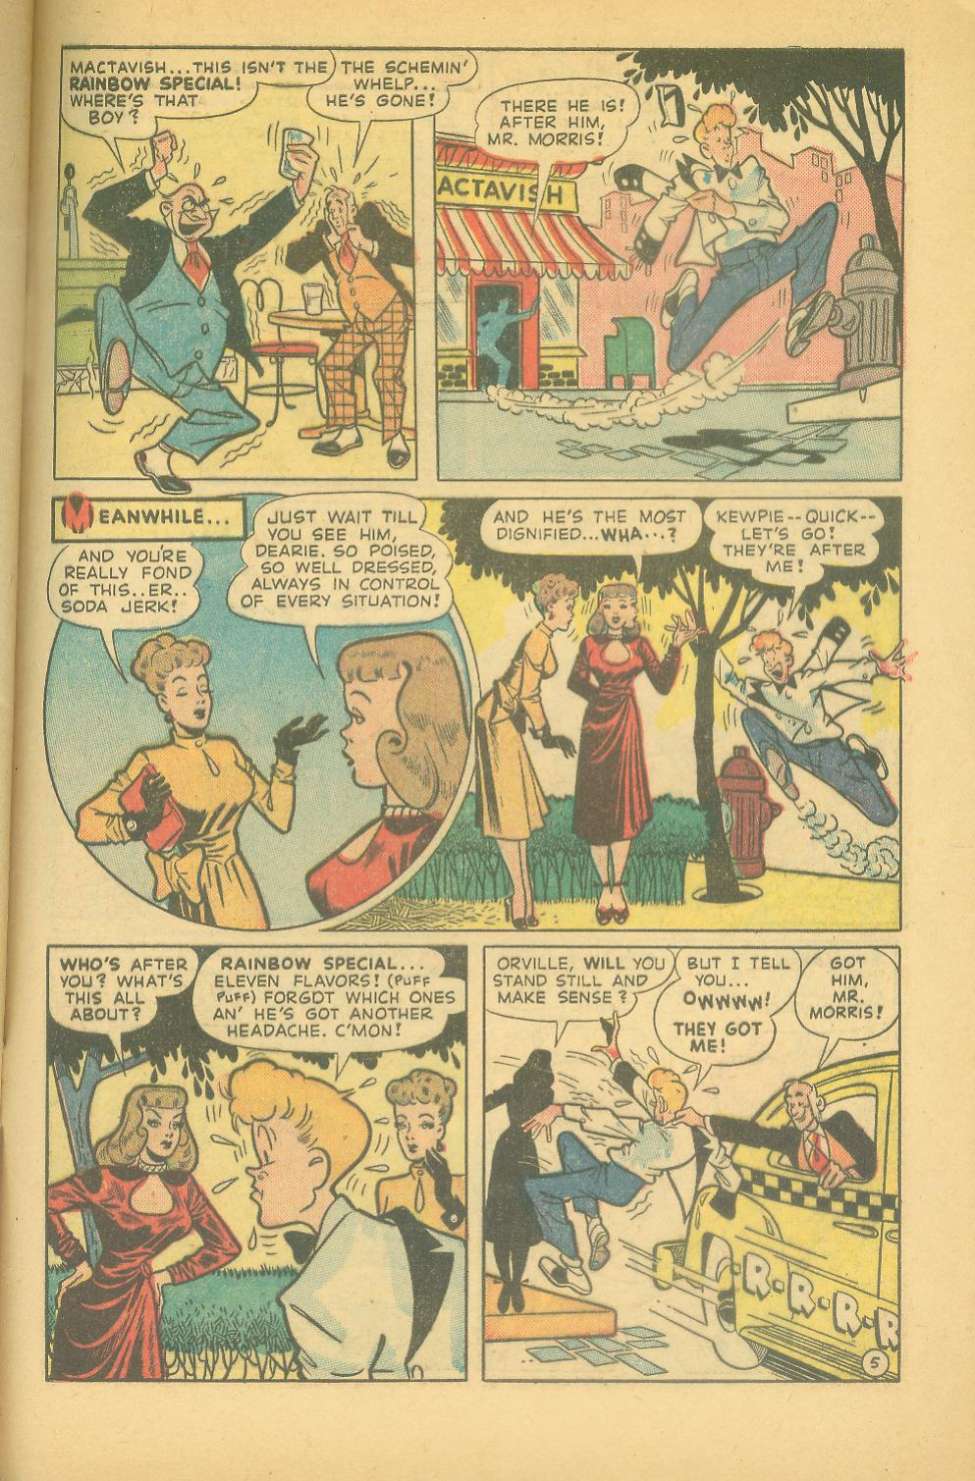 MACTAVISH...THIS ISN'T THE
RAINBOW SPECIAL!
WHERE'S THAT
BOY?
THE SCHEMIN'
WHELP...
HE'S GONE!
THERE HE IS!
AFTER HIM,
MR. MORRIS!
ACTAVISH
MEANWHILE...
AND YOU'RE
REALLY FOND
OF THIS..ER..
SODA JERK!
JUST WAIT TILL
YOU SEE HIM,
DEARIE. SO POISED,
SO WELL DRESSED,
ALWAYS IN CONTROL
OF EVERY SITUATION!
AND HE'S THE MOST
DIGNIFIED...WHA...?
KEWPIE--QUICK--
LET'S GO!
THEY'RE AFTER
ME!
WHO'S AFTER
YOU? WHAT'S
THIS ALL
ABOUT?
RAINBOW SPECIAL...
ELEVEN FLAVORS! (PUFF
PUFF) FORGOT WHICH ONES
AN' HE'S GOT ANOTHER
HEADACHE. C'MON!
ORVILLE, WILL YOU
STAND STILL AND
MAKE SENSE?
BUT I TELL
YOU...
OWWWW!
THEY GOT
ME!
GOT
HIM,
MR.
MORRIS!
R-R-R-R-R
5